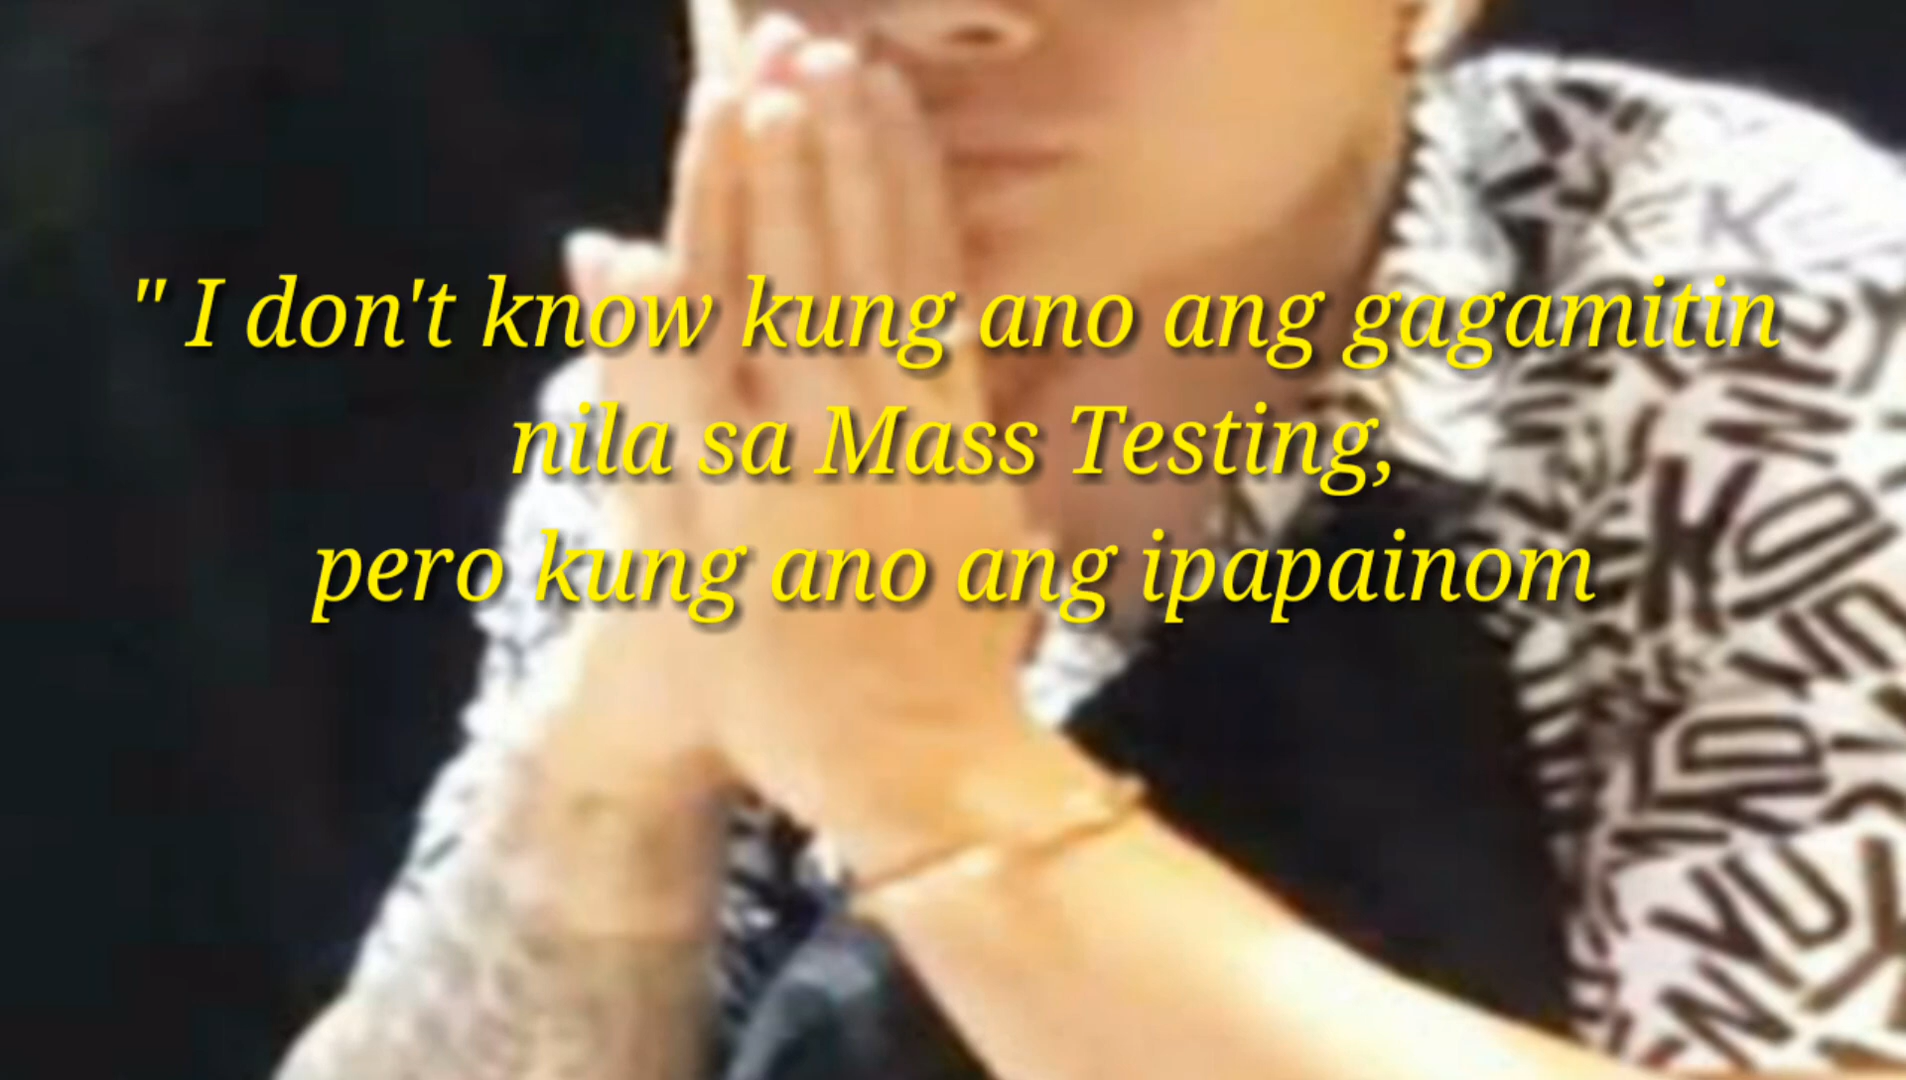 " I don't know kung ano ang gagamitin
nila sa Mass Testing,
pero kung ano ang ipapainom